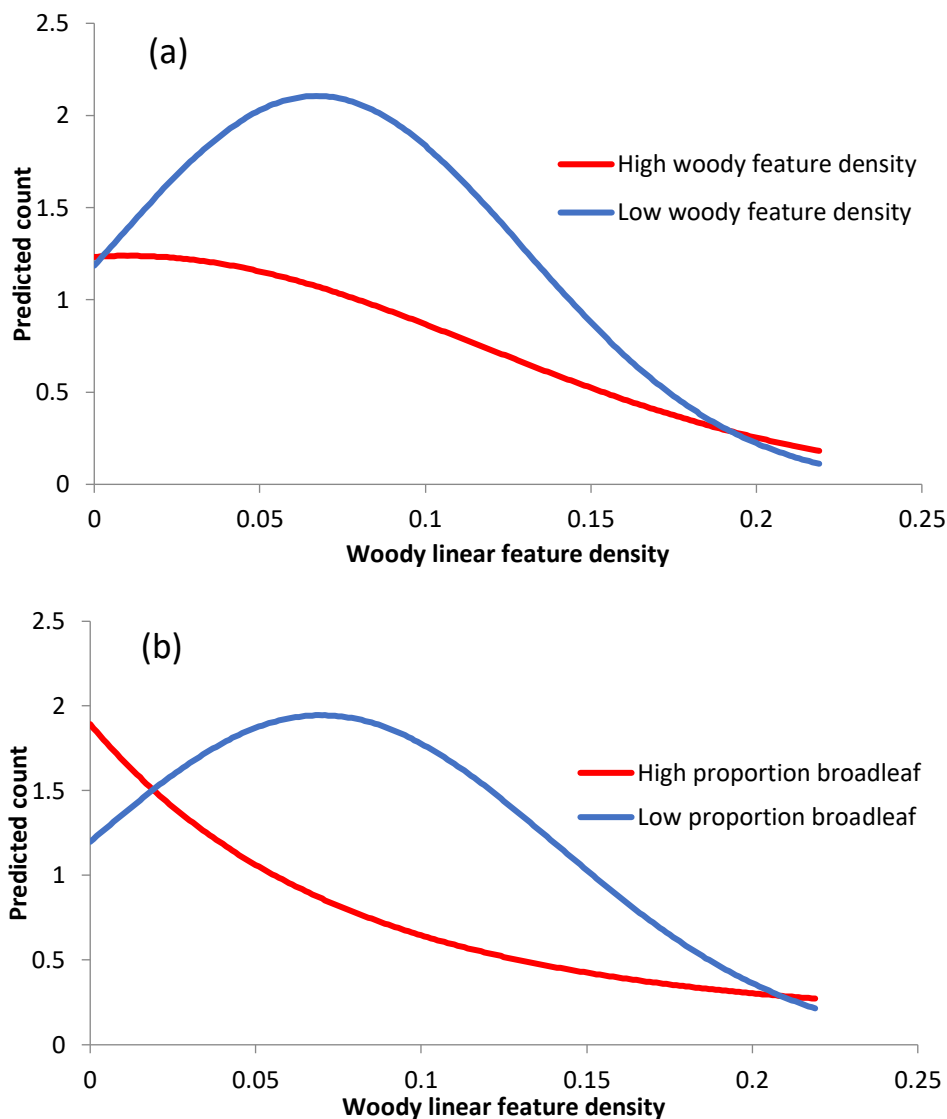 2.5
(a)
2
High woody feature density
1.5
Low woody feature density
Predicted count
1
0.5
0
0 0.05 0.1 0.15 0.2 0.25
Woody linear feature density
2.5
(b)
2
High proportion broadleaf
1.5
Low proportion broadleaf
Predicted count
1
0.5
0
0 0.05 0.1 0.15 0.2 0.25
Woody linear feature density